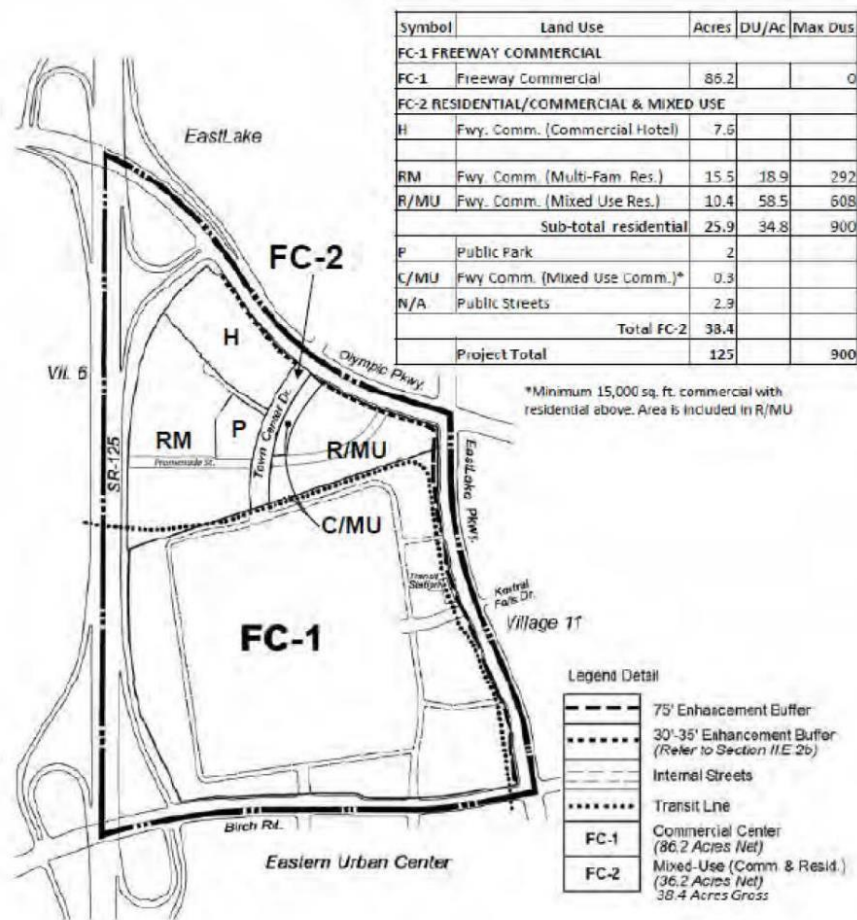 Symbol Land Use Acres DU/Ac Max Dus
FC-1 FREEWAY COMMERCIAL
FC-1 Freeway Commercial 86.2 0
FC-2 RESIDENTIAL/COMMERCIAL & MIXED USE
H Fwy. Comm. (Commercial Hotel) 7.6
RM Fwy. Comm. (Multi-Fam. Res.) 15.5 18.9 292
R/MU Fwy. Comm. (Mixed Use Res.) 10.4 58.5 608
Sub-total residential 25.9 34.8 900
P Public Park 2
C/MU Fwy Comm. (Mixed Use Comm.)* 0.3
N/A Public Streets 2.9
Total FC-2 38.4
Project Total 125 900
*Minimum 15,000 sq. ft. commercial with
residential above. Area is included in R/MU
EastLake
FC-2
H
Olympic Pkwy.
Vil. 6
Town Center Dr.
P
RM
R/MU
Promenade St.
SR-125
EastLake Pkwy.
C/MU
Transit
Station
Kestral
Falls Dr.
Village 11
FC-1
Birch Rd.
Eastern Urban Center
Legend Detail
75' Enhancement Buffer
30'-35' Enhancement Buffer
(Refer to Section II.E 2b)
Internal Streets
Transit Line
FC-1 Commercial Center
(86.2 Acres Net)
FC-2 Mixed-Use (Comm. & Resid.)
(36.2 Acres Net)
38.4 Acres Gross